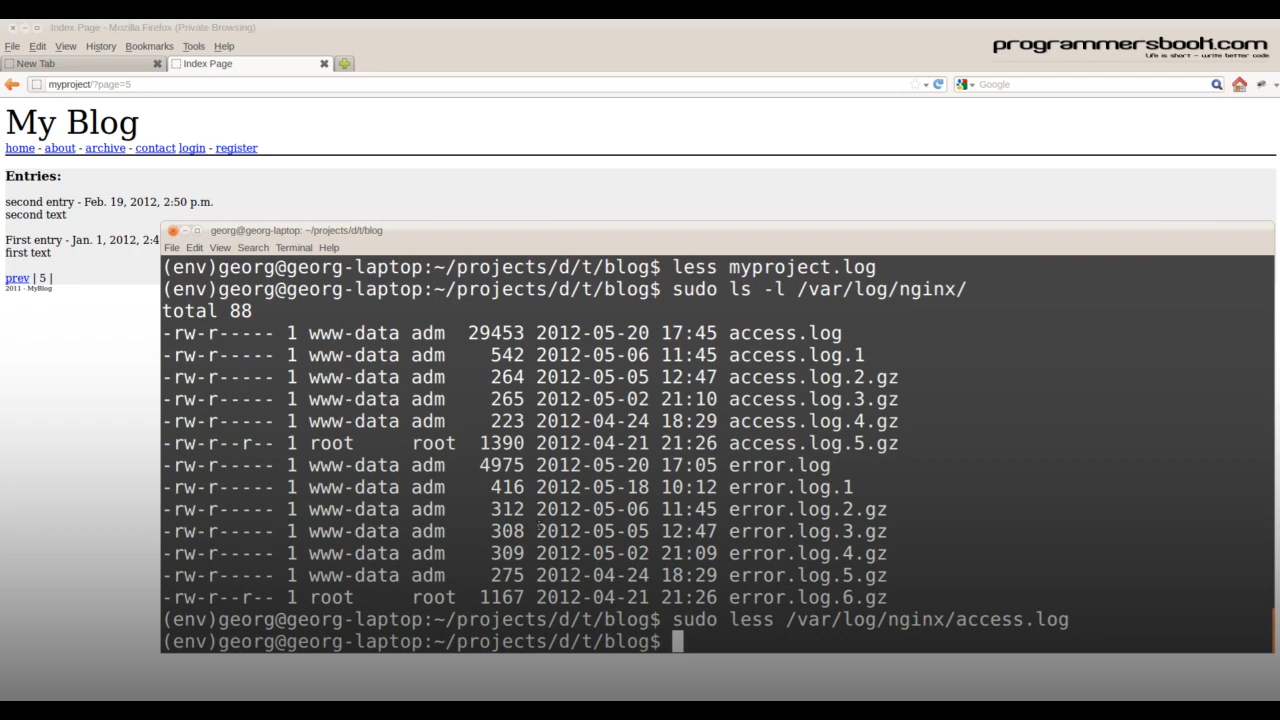 Index Page - Mozilla Firefox (Private Browsing)
File Edit View History Bookmarks Tools Help
programmersbook.com
Life is short - write better code
New Tab
Index Page
myproject/?page=5
Google
My Blog
home - about - archive - contact login - register
Entries:
second entry - Feb. 19, 2012, 2:50 p.m.
second text
First entry - Jan. 1, 2012, 2:4
first text
prev | 5 |
2011 - MyBlog
georg@georg-laptop: ~/projects/d/t/blog
File Edit View Search Terminal Help
(env)georg@georg-laptop:~/projects/d/t/blog$ less myproject.log
(env)georg@georg-laptop:~/projects/d/t/blog$ sudo ls -l /var/log/nginx/
total 88
-rw-r----- 1 www-data adm  29453 2012-05-20 17:45 access.log
-rw-r----- 1 www-data adm    542 2012-05-06 11:45 access.log.1
-rw-r----- 1 www-data adm    264 2012-05-05 12:47 access.log.2.gz
-rw-r----- 1 www-data adm    265 2012-05-02 21:10 access.log.3.gz
-rw-r----- 1 www-data adm    223 2012-04-24 18:29 access.log.4.gz
-rw-r--r-- 1 root     root  1390 2012-04-21 21:26 access.log.5.gz
-rw-r----- 1 www-data adm   4975 2012-05-20 17:05 error.log
-rw-r----- 1 www-data adm    416 2012-05-18 10:12 error.log.1
-rw-r----- 1 www-data adm    312 2012-05-06 11:45 error.log.2.gz
-rw-r----- 1 www-data adm    308 2012-05-05 12:47 error.log.3.gz
-rw-r----- 1 www-data adm    309 2012-05-02 21:09 error.log.4.gz
-rw-r----- 1 www-data adm    275 2012-04-24 18:29 error.log.5.gz
-rw-r--r-- 1 root     root  1167 2012-04-21 21:26 error.log.6.gz
(env)georg@georg-laptop:~/projects/d/t/blog$ sudo less /var/log/nginx/access.log
(env)georg@georg-laptop:~/projects/d/t/blog$